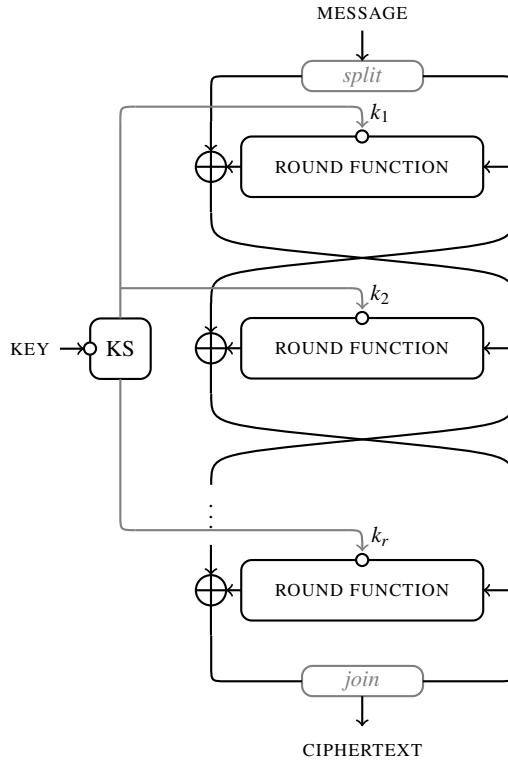 MESSAGE
split
k1
ROUND FUNCTION
k2
KEY
KS
ROUND FUNCTION
kr
ROUND FUNCTION
join
CIPHERTEXT